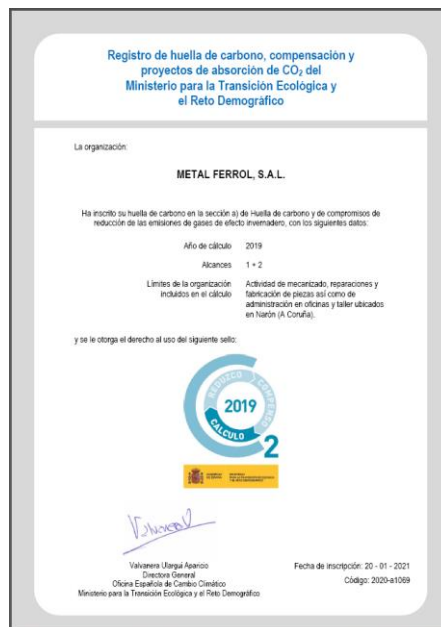 Registro de huella de carbono, compensación y
proyectos de absorción de CO₂ del
Ministerio para la Transición Ecológica y
el Reto Demográfico
La organización:
METAL FERROL, S.A.L.
Ha inscrito su huella de carbono en la sección a) de Huella de carbono y de compromisos de
reducción de las emisiones de gases de efecto invernadero, con los siguientes datos:
Año de cálculo 2019
Alcances 1 + 2
Límites de la organización Actividad de mecanizado, reparaciones y
incluidos en el cálculo fabricación de piezas así como de
administración en oficinas y taller ubicados
en Narón (A Coruña).
y se le otorga el derecho al uso del siguiente sello:
REDUZCO COMPENSO
2019
CALCULO
2
Valvanera Ulargui Aparicio
Directora General
Oficina Española de Cambio Climático
Ministerio para la Transición Ecológica y el Reto Demográfico
Fecha de inscripción: 20 - 01 - 2021
Código: 2020-a1069